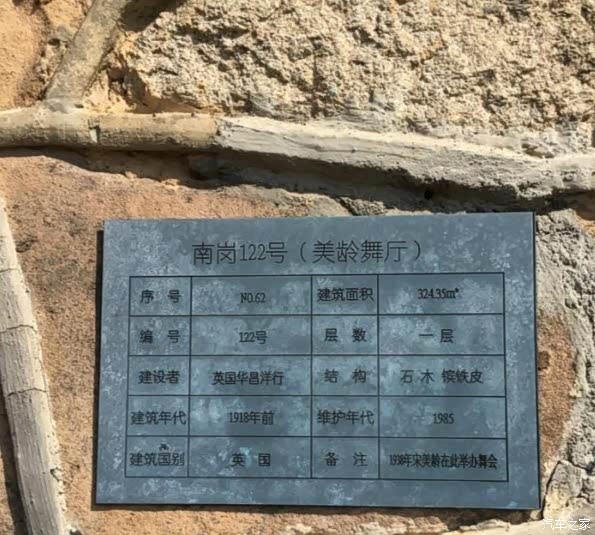 南岗122号（美龄舞厅）
序号 NO.62 建筑面积 324.35m²
编号 122号 层数 一层
建设者 英国华昌洋行 结构 石 木 镔铁皮
建筑年代 1918年前 维护年代 1985
建筑国别 英国 备注 1938年宋美龄在此举办舞会
汽车之家